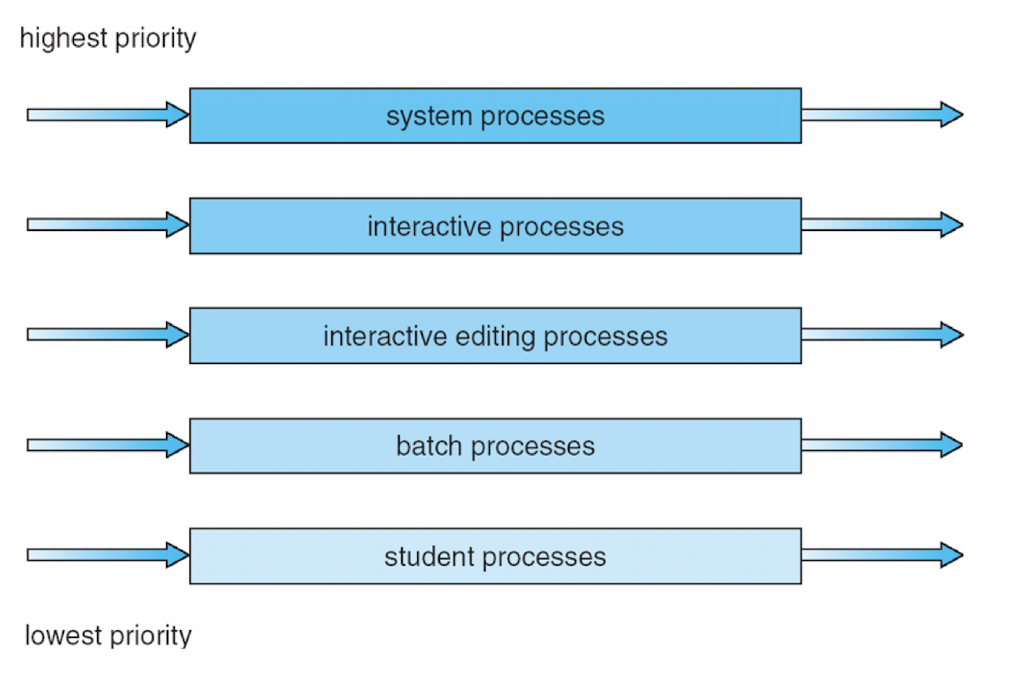 highest priority
system processes
interactive processes
interactive editing processes
batch processes
student processes
lowest priority